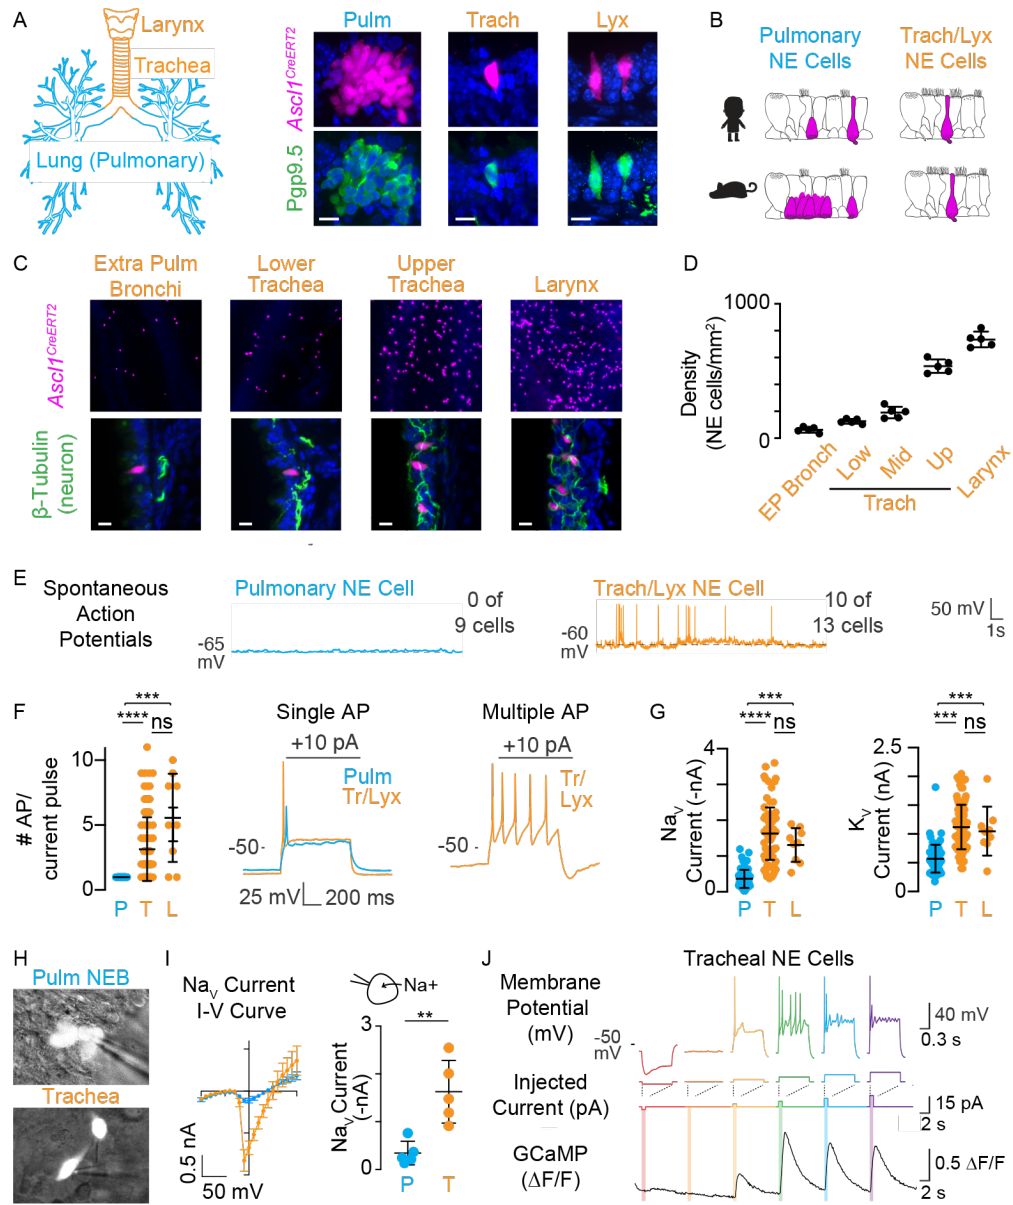 A
Larynx
Trachea
Lung (Pulmonary)
Pulm
Trach
Lyx
Ascl1CreERT2
Pgp9.5
B
Pulmonary
NE Cells
Trach/Lyx
NE Cells
C
Extra Pulm
Bronchi
Lower
Trachea
Upper
Trachea
Larynx
Ascl1CreERT2
β-Tubulin
(neuron)
D
Density
(NE cells/mm2)
1000
0
EP Bronch
Low
Mid
Up
Larynx
Trach
E
Spontaneous
Action
Potentials
Pulmonary NE Cell
0 of
9 cells
-65
mV
Trach/Lyx NE Cell
10 of
13 cells
-60
mV
50 mV
1s
F
# AP/
current pulse
10
5
0
****
***
ns
P
T
L
Single AP
+10 pA
Pulm
Tr/Lyx
-50
25 mV
200 ms
Multiple AP
+10 pA
Tr/
Lyx
-50
G
NaV
Current (-nA)
4
2
0
***
****
ns
P
T
L
KV
Current (nA)
2.5
0
***
***
ns
P
T
L
H
Pulm NEB
Trachea
I
NaV Current
I-V Curve
0.5 nA
50 mV
Na+
NaV Current
(-nA)
3
2
0
**
P
T
J
Tracheal NE Cells
Membrane
Potential
(mV)
-50
mV
40 mV
0.3 s
Injected
Current (pA)
15 pA
2 s
GCaMP
(ΔF/F)
0.5 ΔF/F
2 s